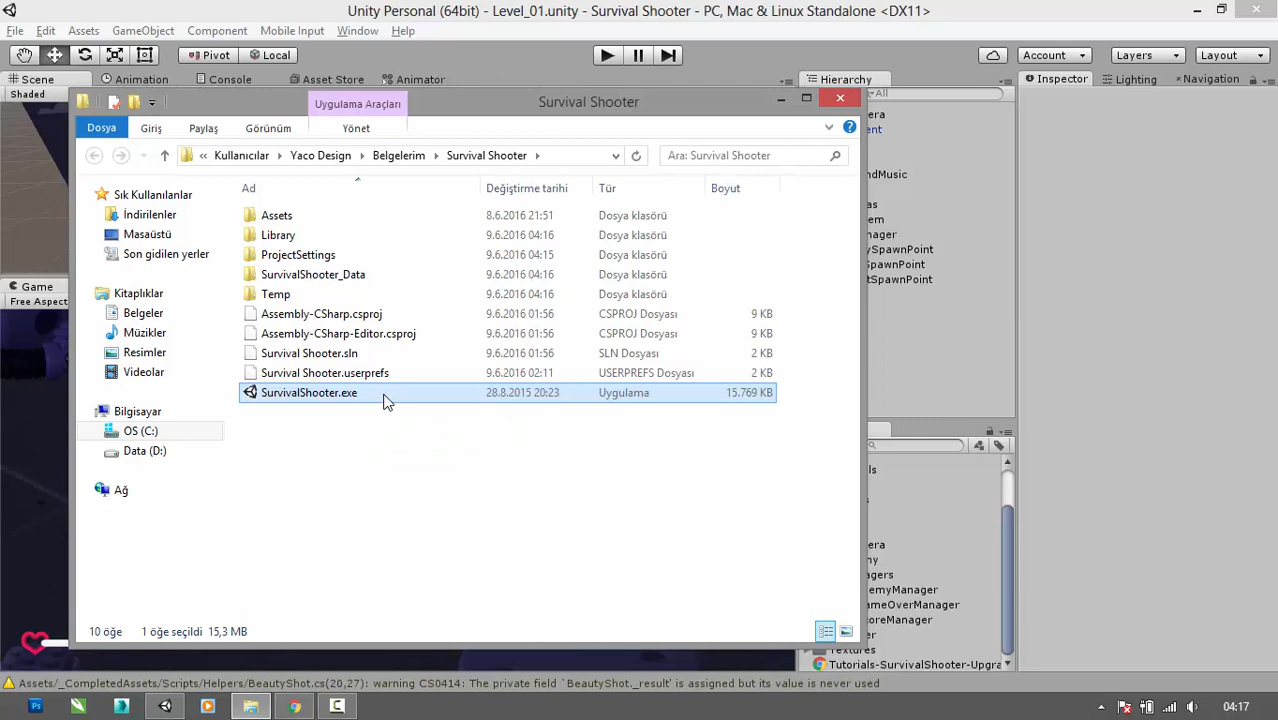 Unity Personal (64bit) - Level_01.unity - Survival Shooter - PC, Mac & Linux Standalone <DX11>
File Edit Assets GameObject Component Mobile Input Window Help
Pivot Local Account Layers Layout
Scene Animation Console Asset Store Animator Hierarchy Inspector Lighting Navigation
Shaded All
Uygulama Araçları Survival Shooter
Dosya Giriş Paylaş Görünüm Yönet
Kullanıcılar Yaco Design Belgelerim Survival Shooter Ara: Survival Shooter
Ad Değiştirme tarihi Tür Boyut
Assets 8.6.2016 21:51 Dosya klasörü
Library 9.6.2016 04:16 Dosya klasörü
ProjectSettings 9.6.2016 04:15 Dosya klasörü
SurvivalShooter_Data 9.6.2016 04:16 Dosya klasörü
Temp 9.6.2016 04:16 Dosya klasörü
Assembly-CSharp.csproj 9.6.2016 01:56 CSPROJ Dosyası 9 KB
Assembly-CSharp-Editor.csproj 9.6.2016 01:56 CSPROJ Dosyası 9 KB
Survival Shooter.sln 9.6.2016 01:56 SLN Dosyası 2 KB
Survival Shooter.userprefs 9.6.2016 02:11 USERPREFS Dosyası 2 KB
SurvivalShooter.exe 28.8.2015 20:23 Uygulama 15.769 KB
Sık Kullanılanlar
İndirilenler
Masaüstü
Son gidilen yerler
Kitaplıklar
Belgeler
Müzikler
Resimler
Videolar
Bilgisayar
OS (C:)
Data (D:)
Ağ
10 öğe 1 öğe seçildi 15,3 MB
Game
Free Aspect
era
ent
ndMusic
as
em
nager
ySpawnPoint
SpawnPoint
tSpawnPoint
ls
s
era
ny
agers
emyManager
ameOverManager
oreManager
er
Textures
Tutorials-SurvivalShooter-Upgra
Assets/_CompletedAssets/Scripts/Helpers/BeautyShot.cs(20,27): warning CS0414: The private field `BeautyShot._result' is assigned but its value is never used
04:17